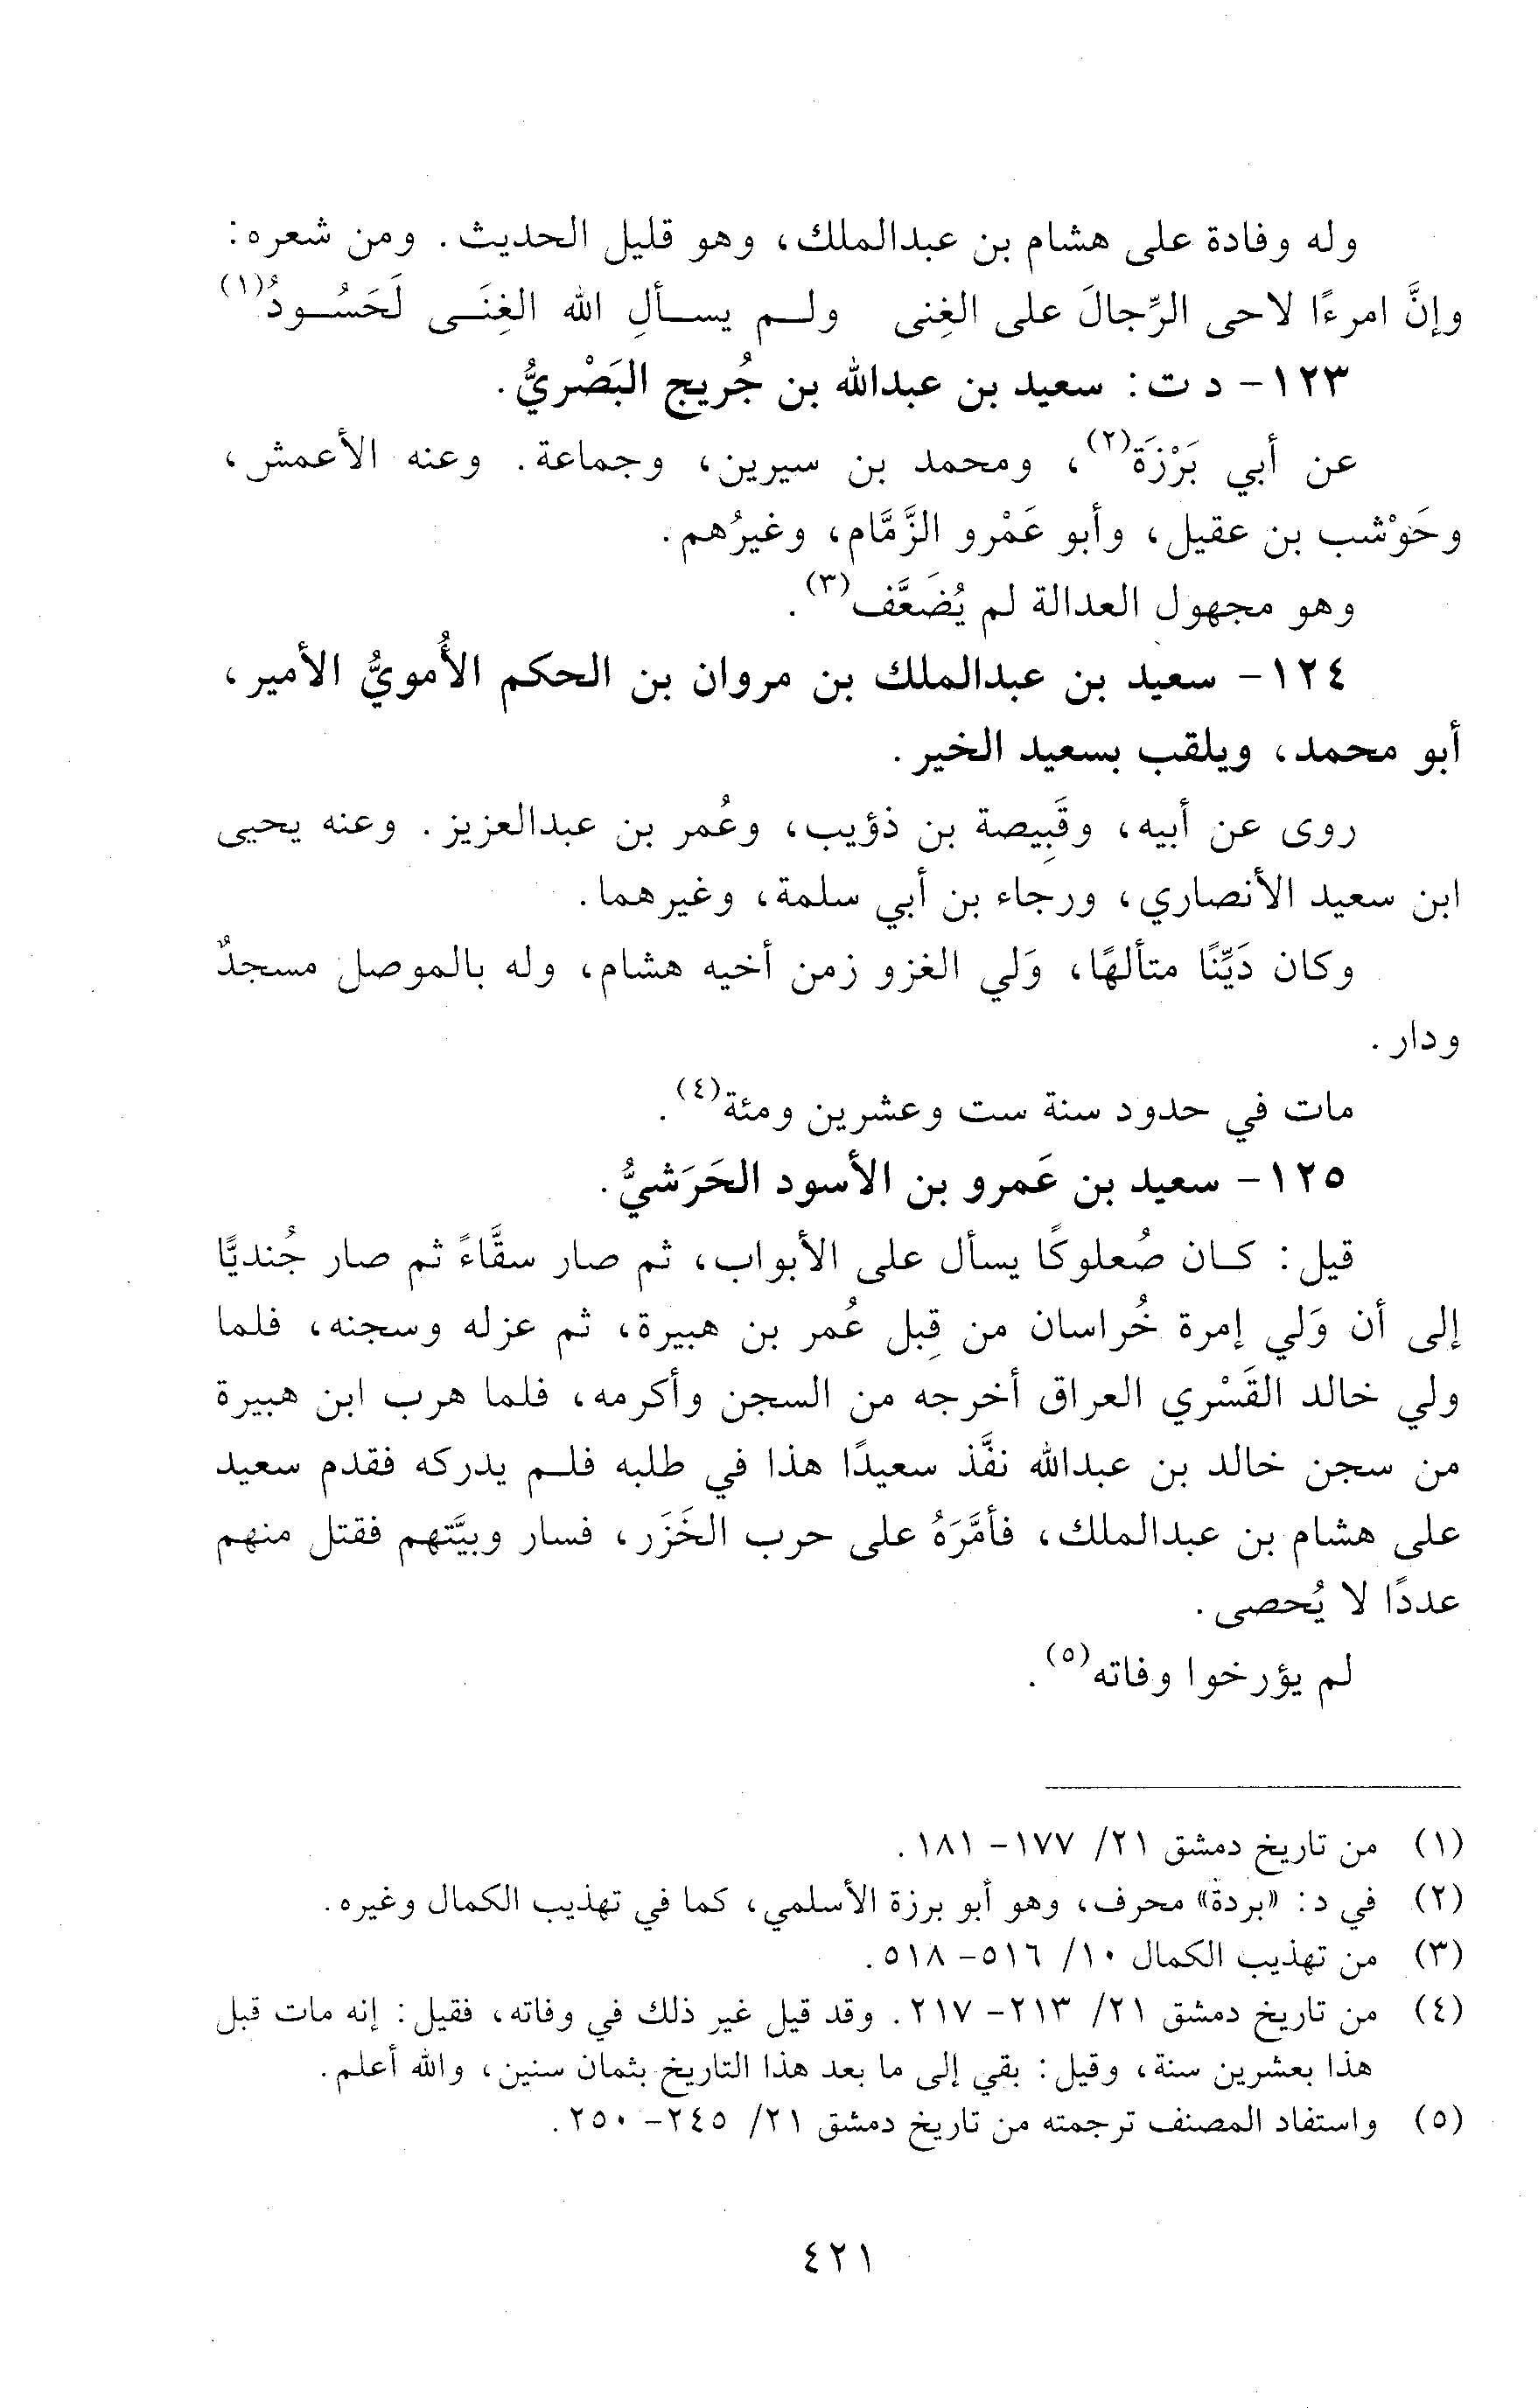 وله وفادة على هشام بن عبدالملك، وهو قليل الحديث. ومن شعره:
وإنَّ امرءًا لاحى الرِّجالَ على الغِنى ولم يسألِ الله الغِنَى لَحَسُودُ(١)
١٢٣- د ت: سعيد بن عبدالله بن جُريج البَصْريُّ.
عن أبي بَرْزَة(٢)، ومحمد بن سيرين، وجماعة. وعنه الأعمش،
وحَوْشب بن عقيل، وأبو عَمْرو الزَّمَّام، وغيرُهم.
وهو مجهول العدالة لم يُضَعَّف(٣).
١٢٤- سعيد بن عبدالملك بن مروان بن الحكم الأُمويُّ الأمير،
أبو محمد، ويلقب بسعيد الخير.
روى عن أبيه، وقَبِيصة بن ذؤيب، وعُمر بن عبدالعزيز. وعنه يحيى
ابن سعيد الأنصاري، ورجاء بن أبي سلمة، وغيرهما.
وكان دَيِّنًا متألهًا، وَلي الغزو زمن أخيه هشام، وله بالموصل مسجدٌ
ودار.
مات في حدود سنة ست وعشرين ومئة(٤).
١٢٥- سعيد بن عَمرو بن الأسود الحَرَشيُّ.
قيل: كان صُعلوكًا يسأل على الأبواب، ثم صار سقَّاءً ثم صار جُنديًّا
إلى أن وَلي إمرة خُراسان من قِبل عُمر بن هبيرة، ثم عزله وسجنه، فلما
ولي خالد القَسْري العراق أخرجه من السجن وأكرمه، فلما هرب ابن هبيرة
من سجن خالد بن عبدالله نفَّذ سعيدًا هذا في طلبه فلم يدركه فقدم سعيد
على هشام بن عبدالملك، فأمَّرَهُ على حرب الخَزَر، فسار وبيَّتهم فقتل منهم
عددًا لا يُحصى.
لم يؤرخوا وفاته(٥).
(١) من تاريخ دمشق ٢١/ ١٧٧- ١٨١.
(٢) في د: «بردة» محرف، وهو أبو برزة الأسلمي، كما في تهذيب الكمال وغيره.
(٣) من تهذيب الكمال ١٠/ ٥١٦- ٥١٨.
(٤) من تاريخ دمشق ٢١/ ٢١٣- ٢١٧. وقد قيل غير ذلك في وفاته، فقيل: إنه مات قبل
هذا بعشرين سنة، وقيل: بقي إلى ما بعد هذا التاريخ بثمان سنين، والله أعلم.
(٥) واستفاد المصنف ترجمته من تاريخ دمشق ٢١/ ٢٤٥- ٢٥٠.
٤٢١